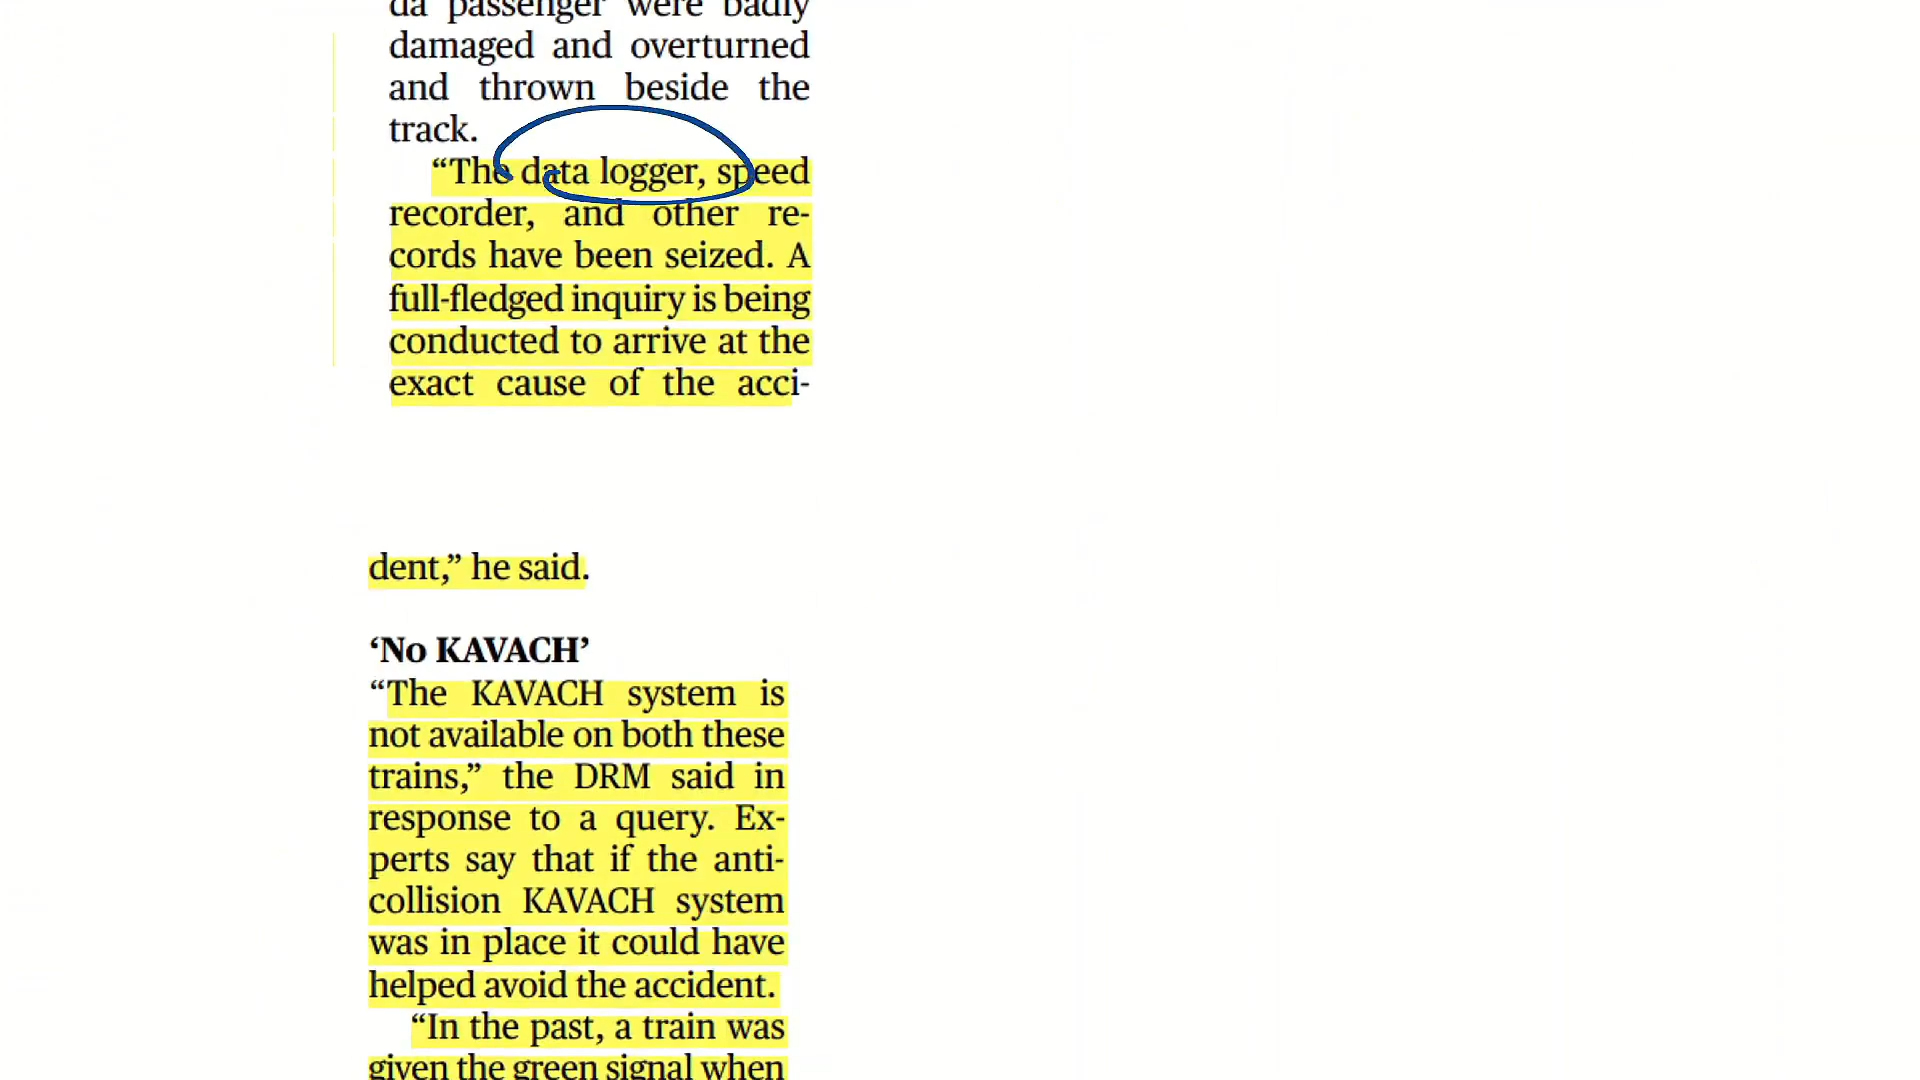 da passenger were badly
damaged and overturned
and thrown beside the
track.
“The data logger, speed
recorder, and other re-
cords have been seized. A
full-fledged inquiry is being
conducted to arrive at the
exact cause of the acci-
dent,” he said.
‘No KAVACH’
“The KAVACH system is
not available on both these
trains,” the DRM said in
response to a query. Ex-
perts say that if the anti-
collision KAVACH system
was in place it could have
helped avoid the accident.
“In the past, a train was
given the green signal when